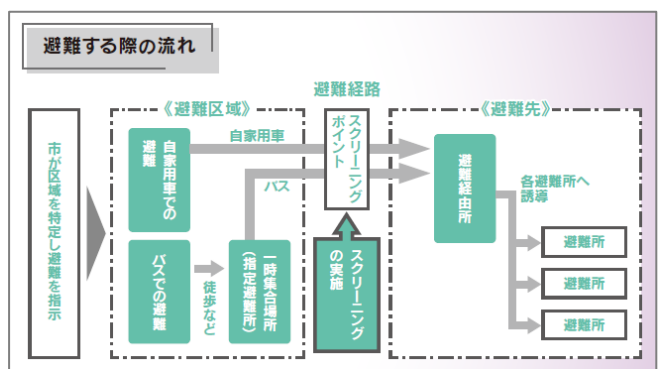 避難する際の流れ
市が区域を特定し避難を指示
《避難区域》
自家用車での
避難
バスでの避難
徒歩など
一時集合場所
(指定避難所)
自家用車
バス
避難経路
スクリーニング
ポイント
スクリーニング
の実施
《避難先》
避難経由所
各避難所へ
誘導
避難所
避難所
避難所